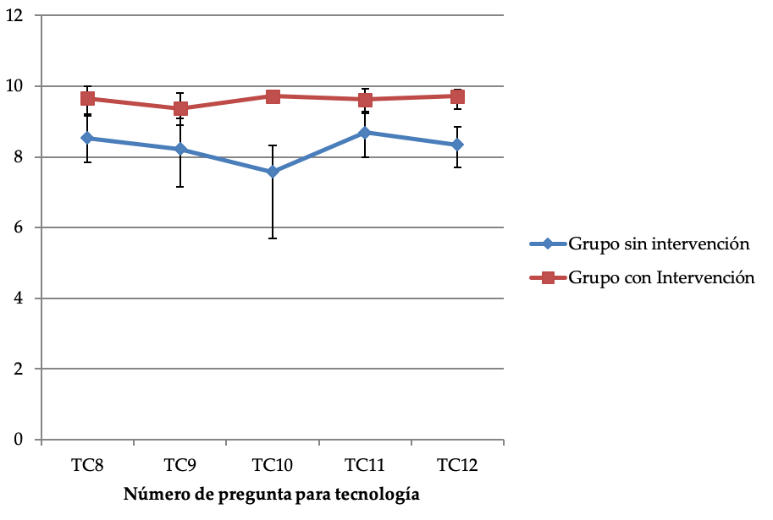 12
10
8
6
4
2
0
TC8 TC9 TC10 TC11 TC12
Número de pregunta para tecnología
Grupo sin intervención
Grupo con Intervención